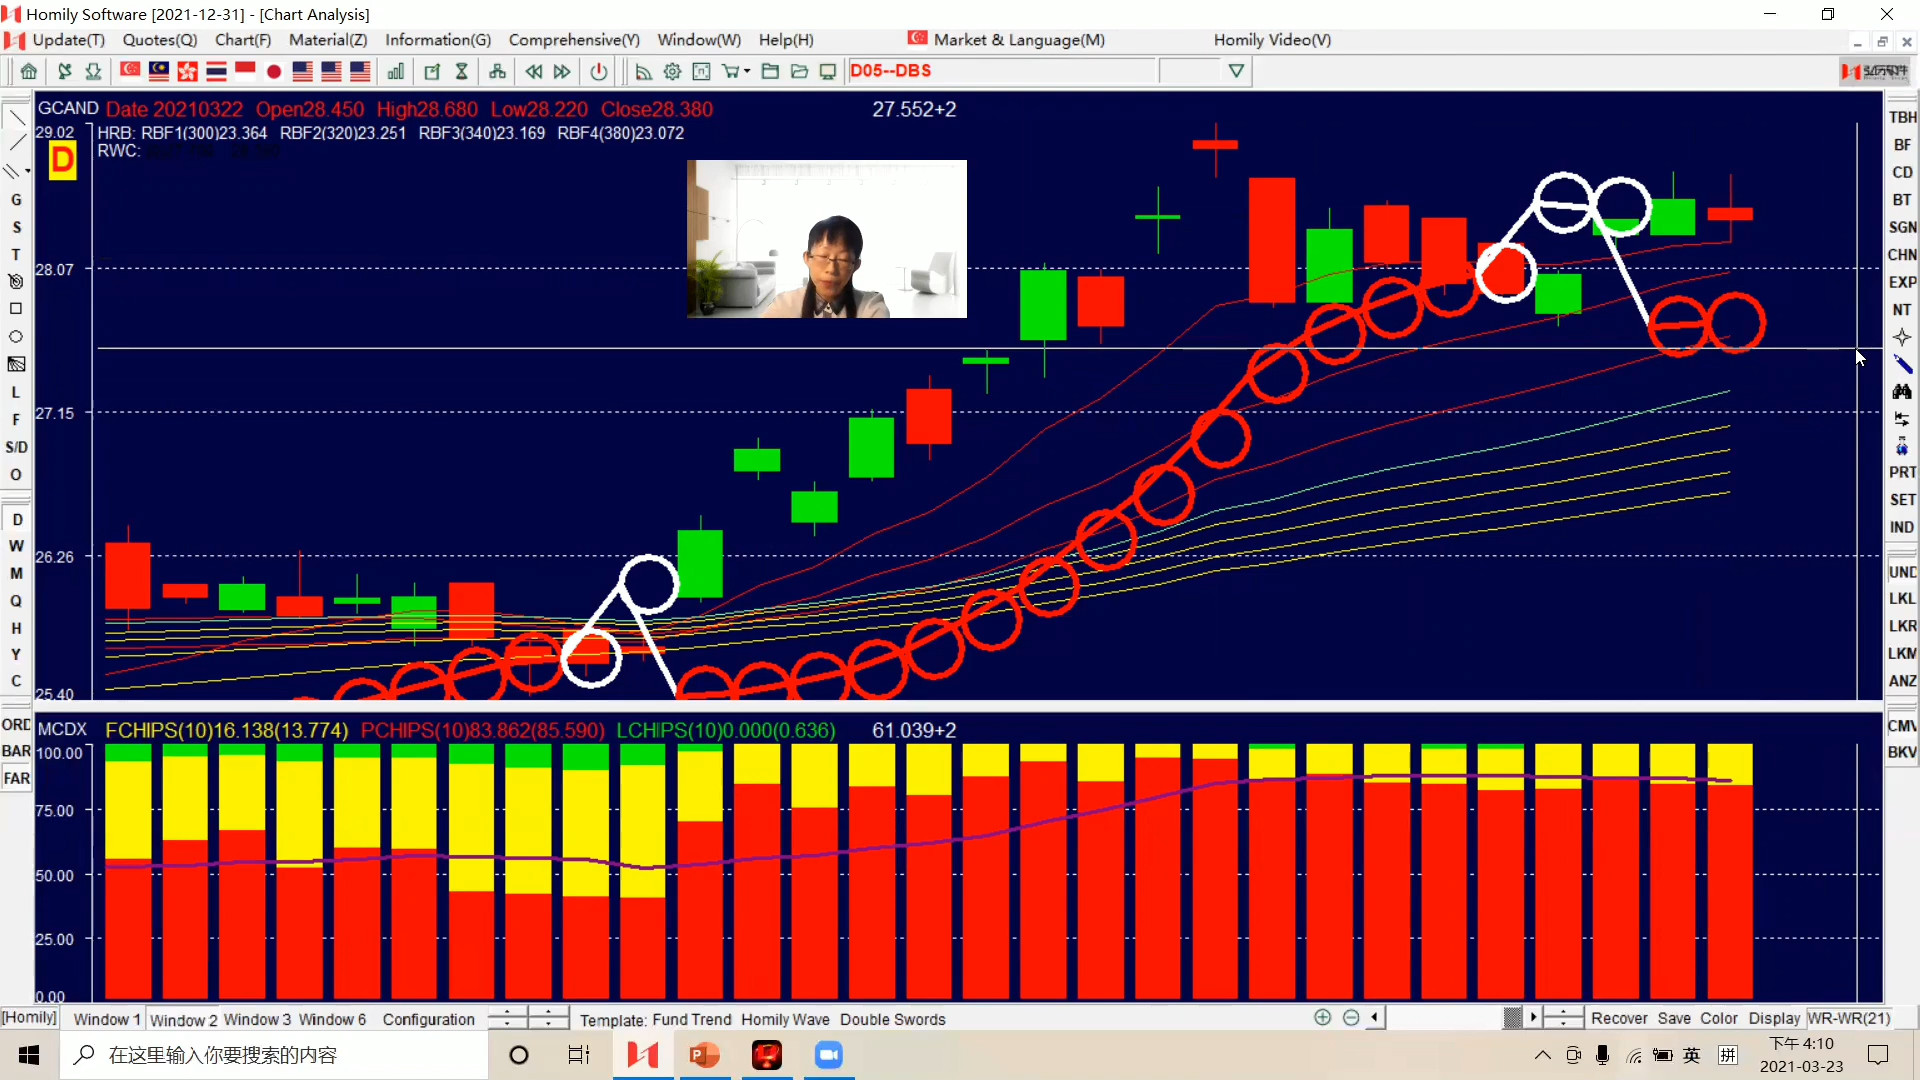 Homily Software [2021-12-31] - [Chart Analysis]
Update(T) Quotes(Q) Chart(F) Material(Z) Information(G) Comprehensive(Y) Window(W) Help(H) Market & Language(M) Homily Video(V)
D05--DBS
弘历软件
GCAND Date 20210322 Open28.450 High28.680 Low28.220 Close28.380 27.552+2
29.02 HRB: RBF1(300)23.364 RBF2(320)23.251 RBF3(340)23.169 RBF4(380)23.072
RWC:
D
28.07
27.15
26.26
25.40
G
S
T
L
F
S/D
O
D
W
M
Q
H
Y
C
ORD
BAR
FAR
TBH
BF
CD
BT
SGN
CHN
EXP
NT
PRT
SET
IND
UND
LKL
LKR
LKM
ANZ
CMV
BKV
MCDX FCHIPS(10)16.138(13.774) PCHIPS(10)83.862(85.590) LCHIPS(10)0.000(0.636) 61.039+2
100.00
75.00
50.00
25.00
0.00
[Homily] Window 1 Window 2 Window 3 Window 6 Configuration Template: Fund Trend Homily Wave Double Swords Recover Save Color Display WR-WR(21)
在这里输入你要搜索的内容
英 拼
下午 4:10
2021-03-23